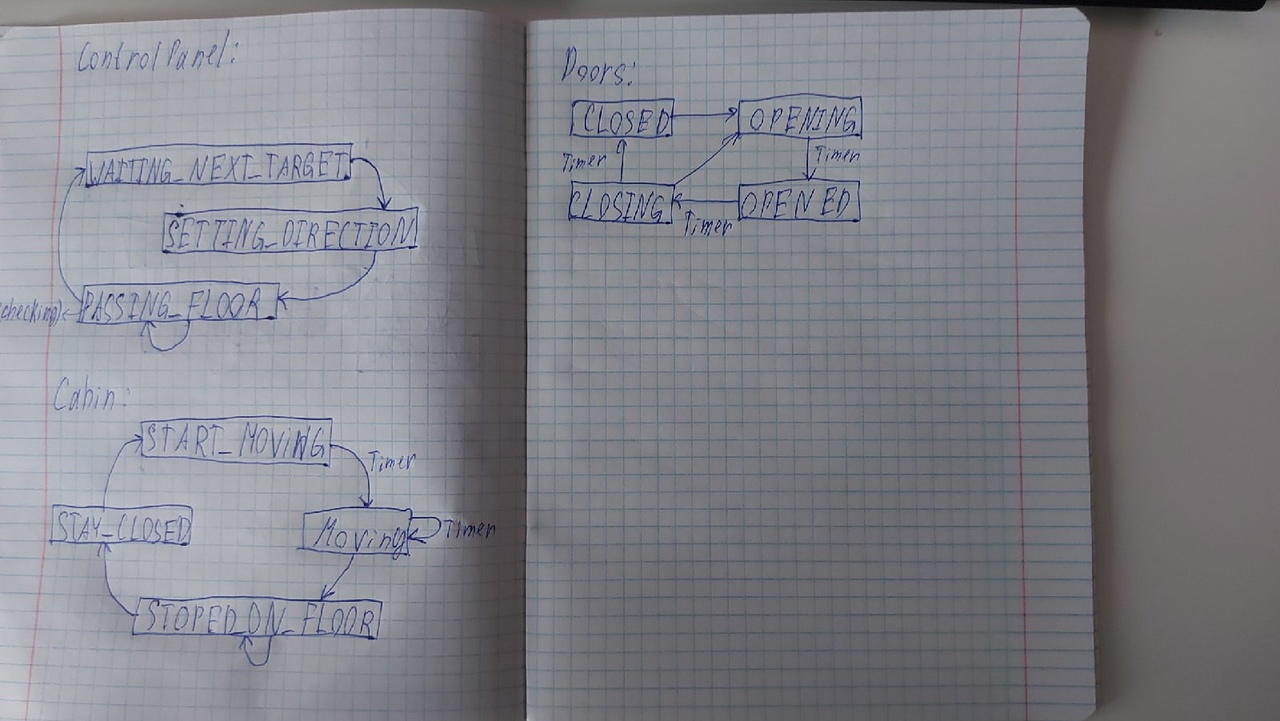 Control Panel:
WAITING_NEXT_TARGET
SETTING_DIRECTION
(checking) PASSING_FLOOR
Cabin:
START_MOVING
Timer
STAY_CLOSED
Moving Timer
STOPED_ON_FLOOR
Doors:
CLOSED OPENING
Timer Timer
CLOSING OPENED
Timer